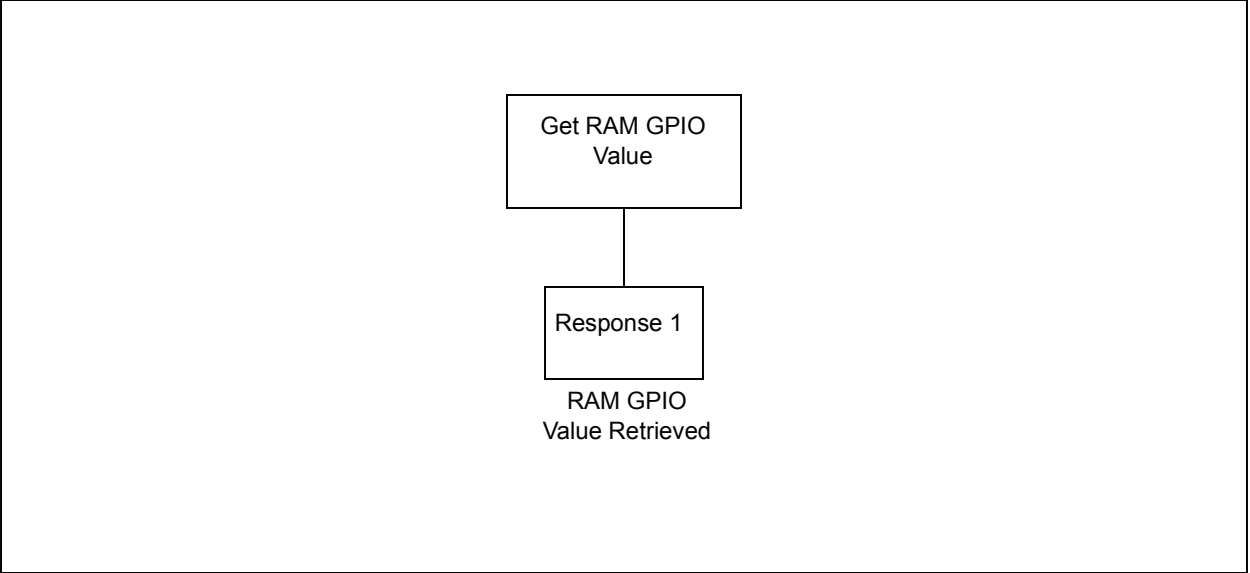 Get RAM GPIO
Value
Response 1
RAM GPIO
Value Retrieved